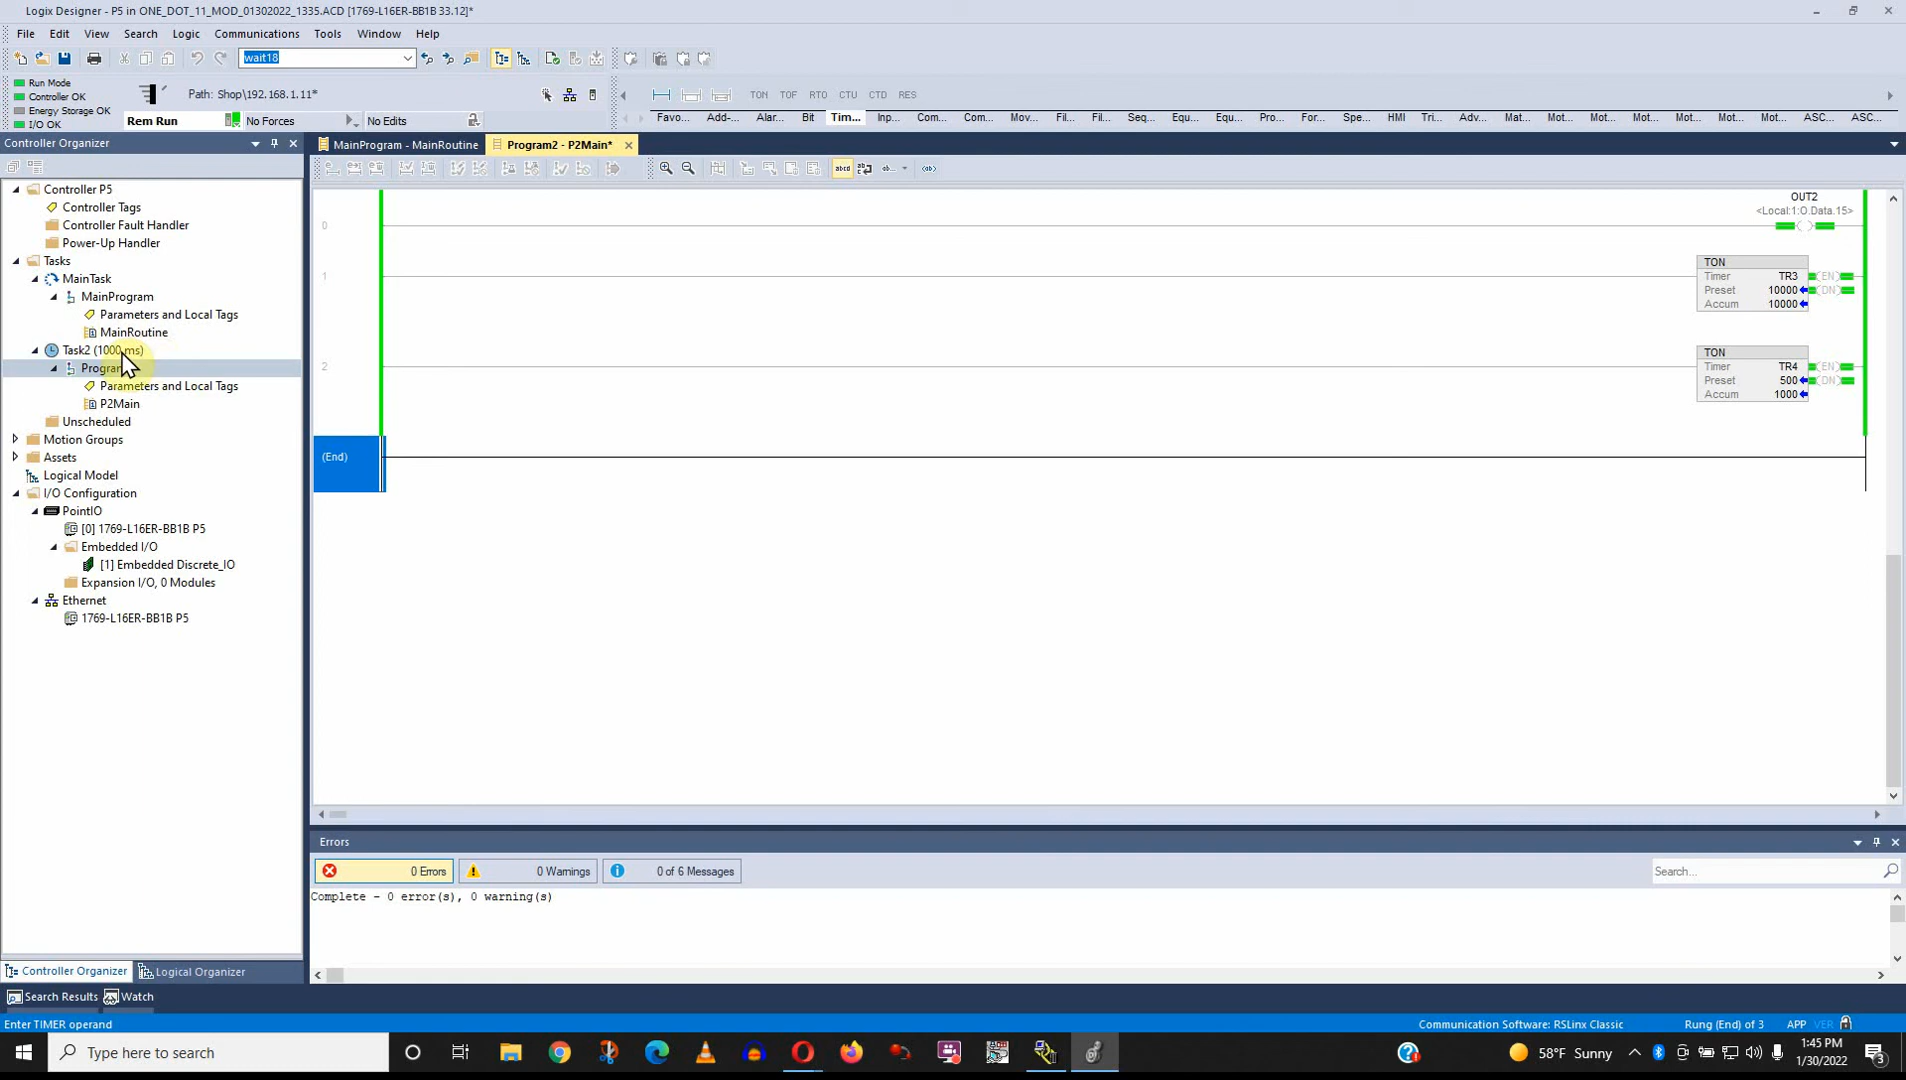 Logix Designer - P5 in ONE_DOT_11_MOD_01302022_1335.ACD [1769-L16ER-BB1B 33.12]*
File Edit View Search Logic Communications Tools Window Help
wait18
Run Mode
Controller OK
Energy Storage OK
I/O OK
Path: Shop\192.168.1.11*
Rem Run No Forces No Edits
TON TOF RTO CTU CTD RES
Favo... Add-... Alar... Bit Tim... Inp... Com... Com... Mov... Fil... Fil... Seq... Equ... Equ... Pro... For... Spe... HMI Tri... Adv... Mot... Mot... Mot... Mot... Mot... ASC... ASC...
Controller Organizer
MainProgram - MainRoutine Program2 - P2Main*
Controller P5
Controller Tags
Controller Fault Handler
Power-Up Handler
Tasks
MainTask
MainProgram
Parameters and Local Tags
MainRoutine
Task2 (1000 ms)
Program
Parameters and Local Tags
P2Main
Unscheduled
Motion Groups
Assets
Logical Model
I/O Configuration
PointIO
[0] 1769-L16ER-BB1B P5
Embedded I/O
[1] Embedded Discrete_IO
Expansion I/O, 0 Modules
Ethernet
1769-L16ER-BB1B P5
OUT2
<Local:1:O.Data.15>
0
TON
1 Timer TR3 EN
Preset 10000 DN
Accum 10000
TON
2 Timer TR4 EN
Preset 500 DN
Accum 1000
(End)
Errors
0 Errors 0 Warnings 0 of 6 Messages Search...
Complete - 0 error(s), 0 warning(s)
Controller Organizer Logical Organizer
Search Results Watch
Enter TIMER operand Communication Software: RSLinx Classic Rung (End) of 3 APP VER
Type here to search
58°F Sunny
1:45 PM
1/30/2022
3